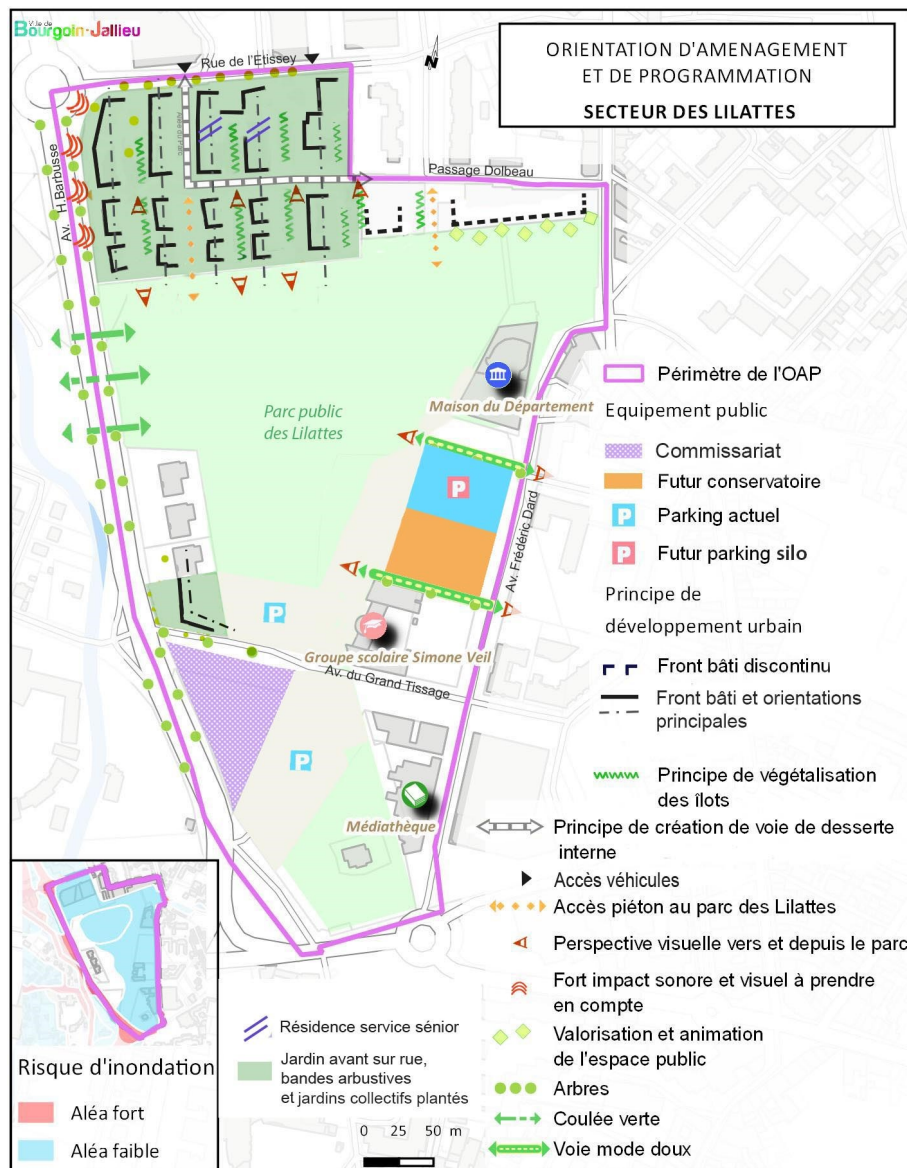 Ville de
Bourgoin-Jallieu
ORIENTATION D'AMENAGEMENT
ET DE PROGRAMMATION
SECTEUR DES LILATTES
N
Rue de l'Etissey
Allée du Parc
Av. H.Barbusse
Passage Dolbeau
Maison du Département
Parc public
des Lilattes
P
Av. Frédéric Dard
P
Groupe scolaire Simone Veil
Av. du Grand Tissage
P
Médiathèque
Périmètre de l'OAP
Equipement public
Commissariat
Futur conservatoire
P Parking actuel
P Futur parking silo
Principe de
développement urbain
Front bâti discontinu
Front bâti et orientations
principales
Principe de végétalisation
des îlots
Principe de création de voie de desserte
interne
Accès véhicules
Accès piéton au parc des Lilattes
Perspective visuelle vers et depuis le parc
Fort impact sonore et visuel à prendre
en compte
Valorisation et animation
de l'espace public
Arbres
Coulée verte
Voie mode doux
Résidence service sénior
Jardin avant sur rue,
bandes arbustives
et jardins collectifs plantés
0 25 50 m
Risque d'inondation
Aléa fort
Aléa faible